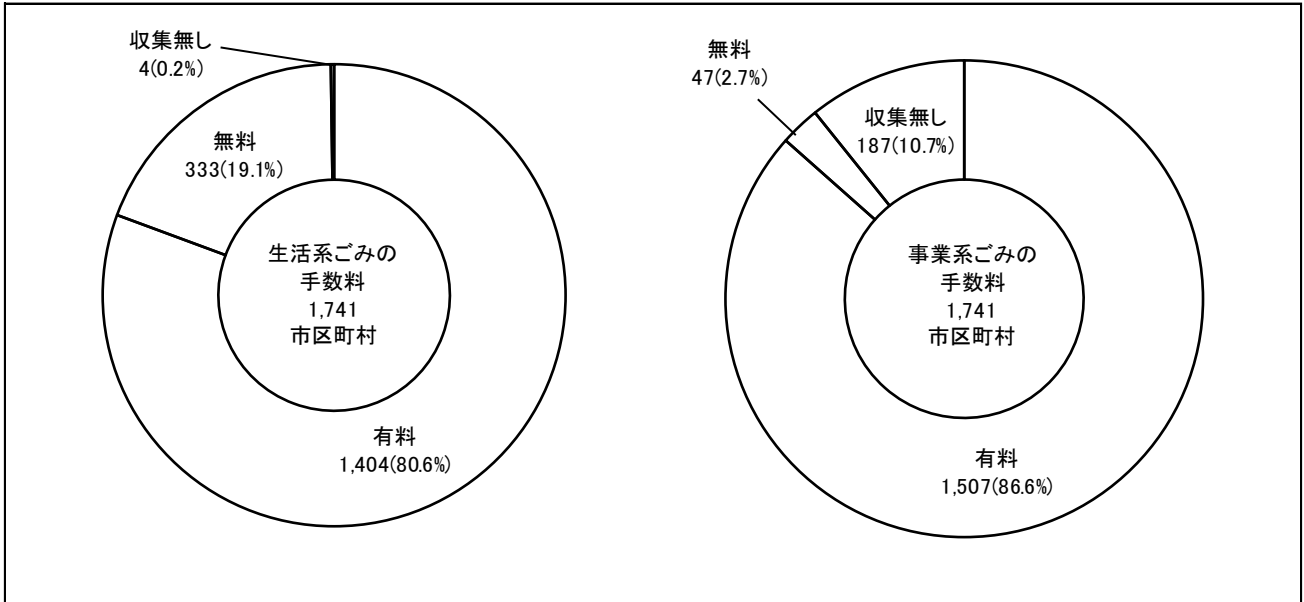 収集無し
4(0.2%)
無料
333(19.1%)
生活系ごみの
手数料
1,741
市区町村
有料
1,404(80.6%)
無料
47(2.7%)
収集無し
187(10.7%)
事業系ごみの
手数料
1,741
市区町村
有料
1,507(86.6%)